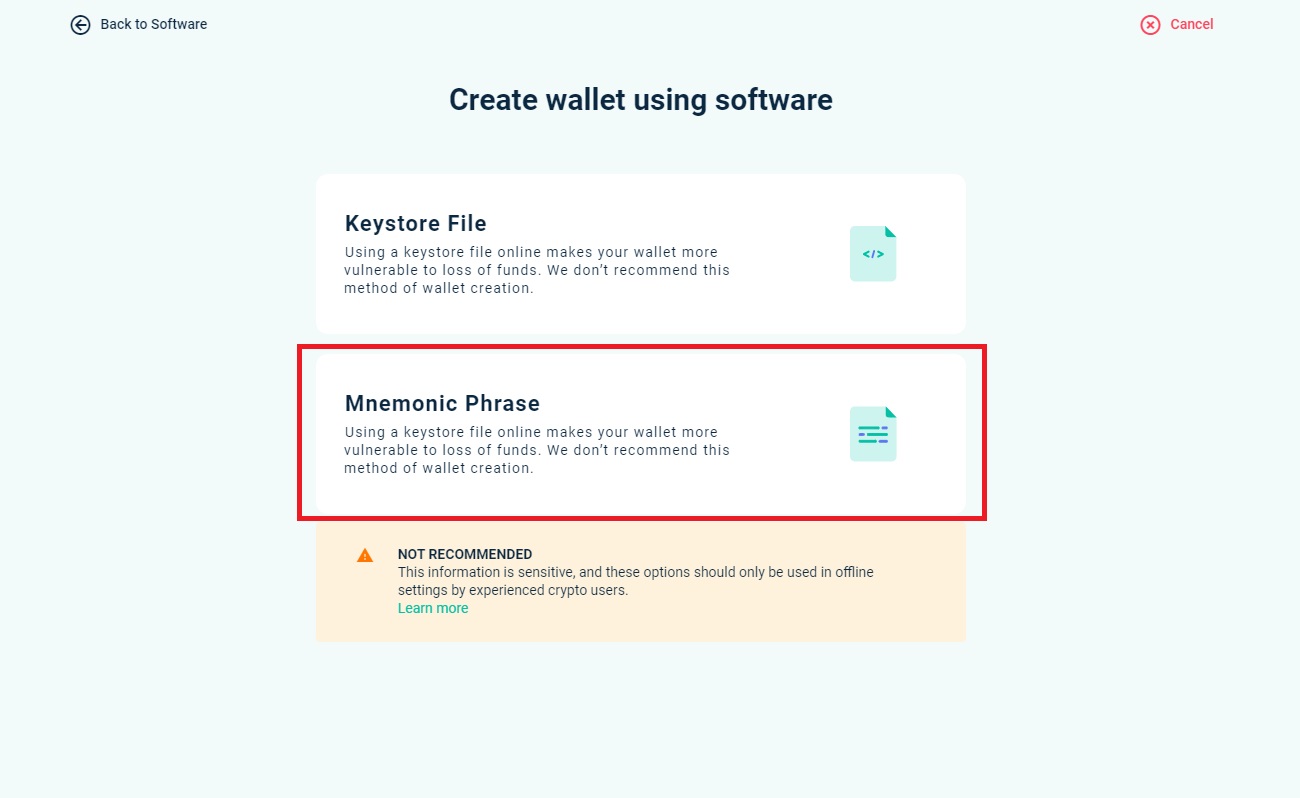 Back to Software
Cancel
Create wallet using software
Keystore File
Using a keystore file online makes your wallet more
vulnerable to loss of funds. We don't recommend this
method of wallet creation.
</>
Mnemonic Phrase
Using a keystore file online makes your wallet more
vulnerable to loss of funds. We don't recommend this
method of wallet creation.
NOT RECOMMENDED
This information is sensitive, and these options should only be used in offline
settings by experienced crypto users.
Learn more